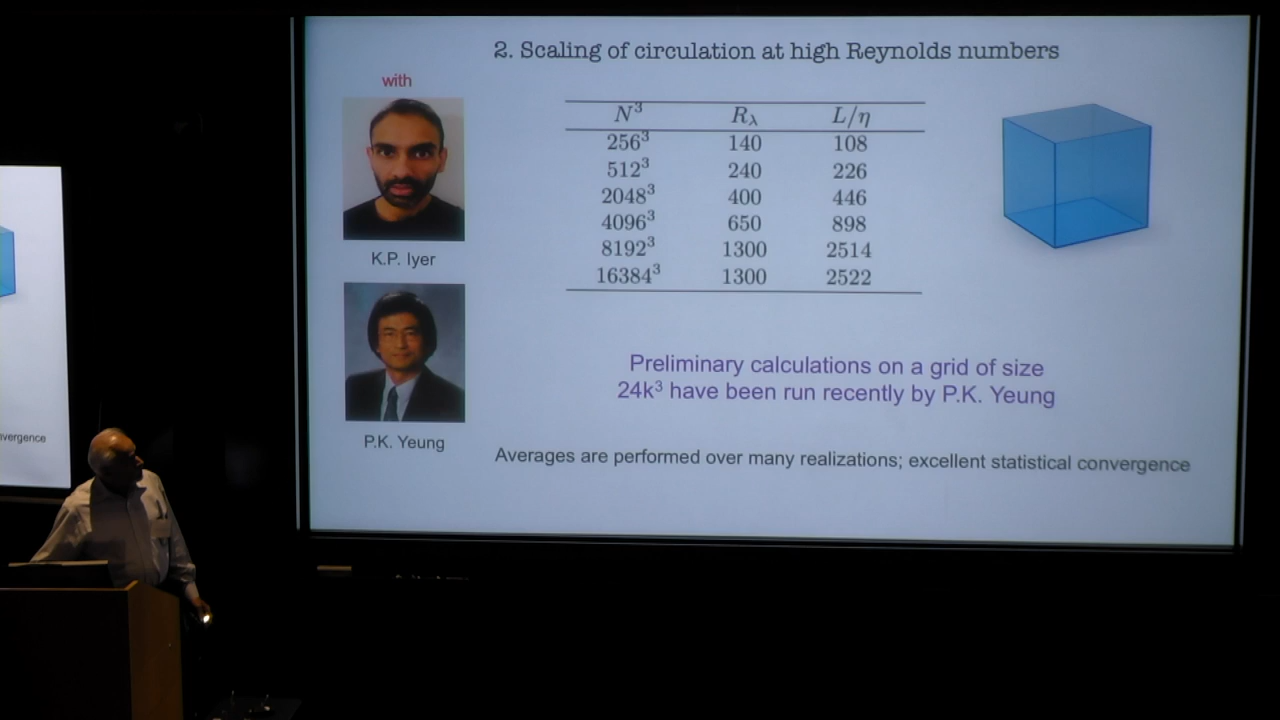 2. Scaling of circulation at high Reynolds numbers
with
K.P. Iyer
P.K. Yeung
N³ R_λ L/η
256³ 140 108
512³ 240 226
2048³ 400 446
4096³ 650 898
8192³ 1300 2514
16384³ 1300 2522
Preliminary calculations on a grid of size
24k³ have been run recently by P.K. Yeung
Averages are performed over many realizations; excellent statistical convergence
nvergence